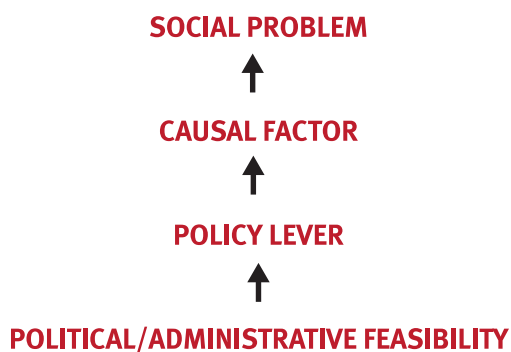 SOCIAL PROBLEM
CAUSAL FACTOR
POLICY LEVER
POLITICAL/ADMINISTRATIVE FEASIBILITY